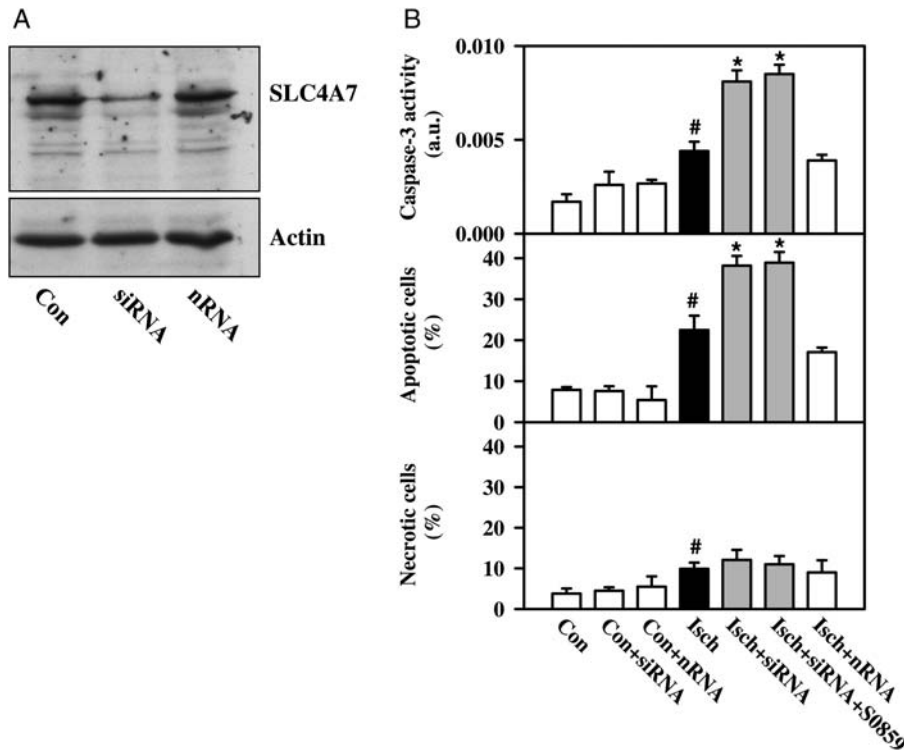 A
SLC4A7
Actin
Con
siRNA
nRNA
B
Caspase-3 activity
(a.u.)
0.010
0.005
0.000
#
*
*
Apoptotic cells
(%)
40
30
20
10
0
#
*
*
Necrotic cells
(%)
40
30
20
10
0
#
Con
Con+siRNA
Con+nRNA
Isch
Isch+siRNA
Isch+siRNA+S0859
Isch+nRNA